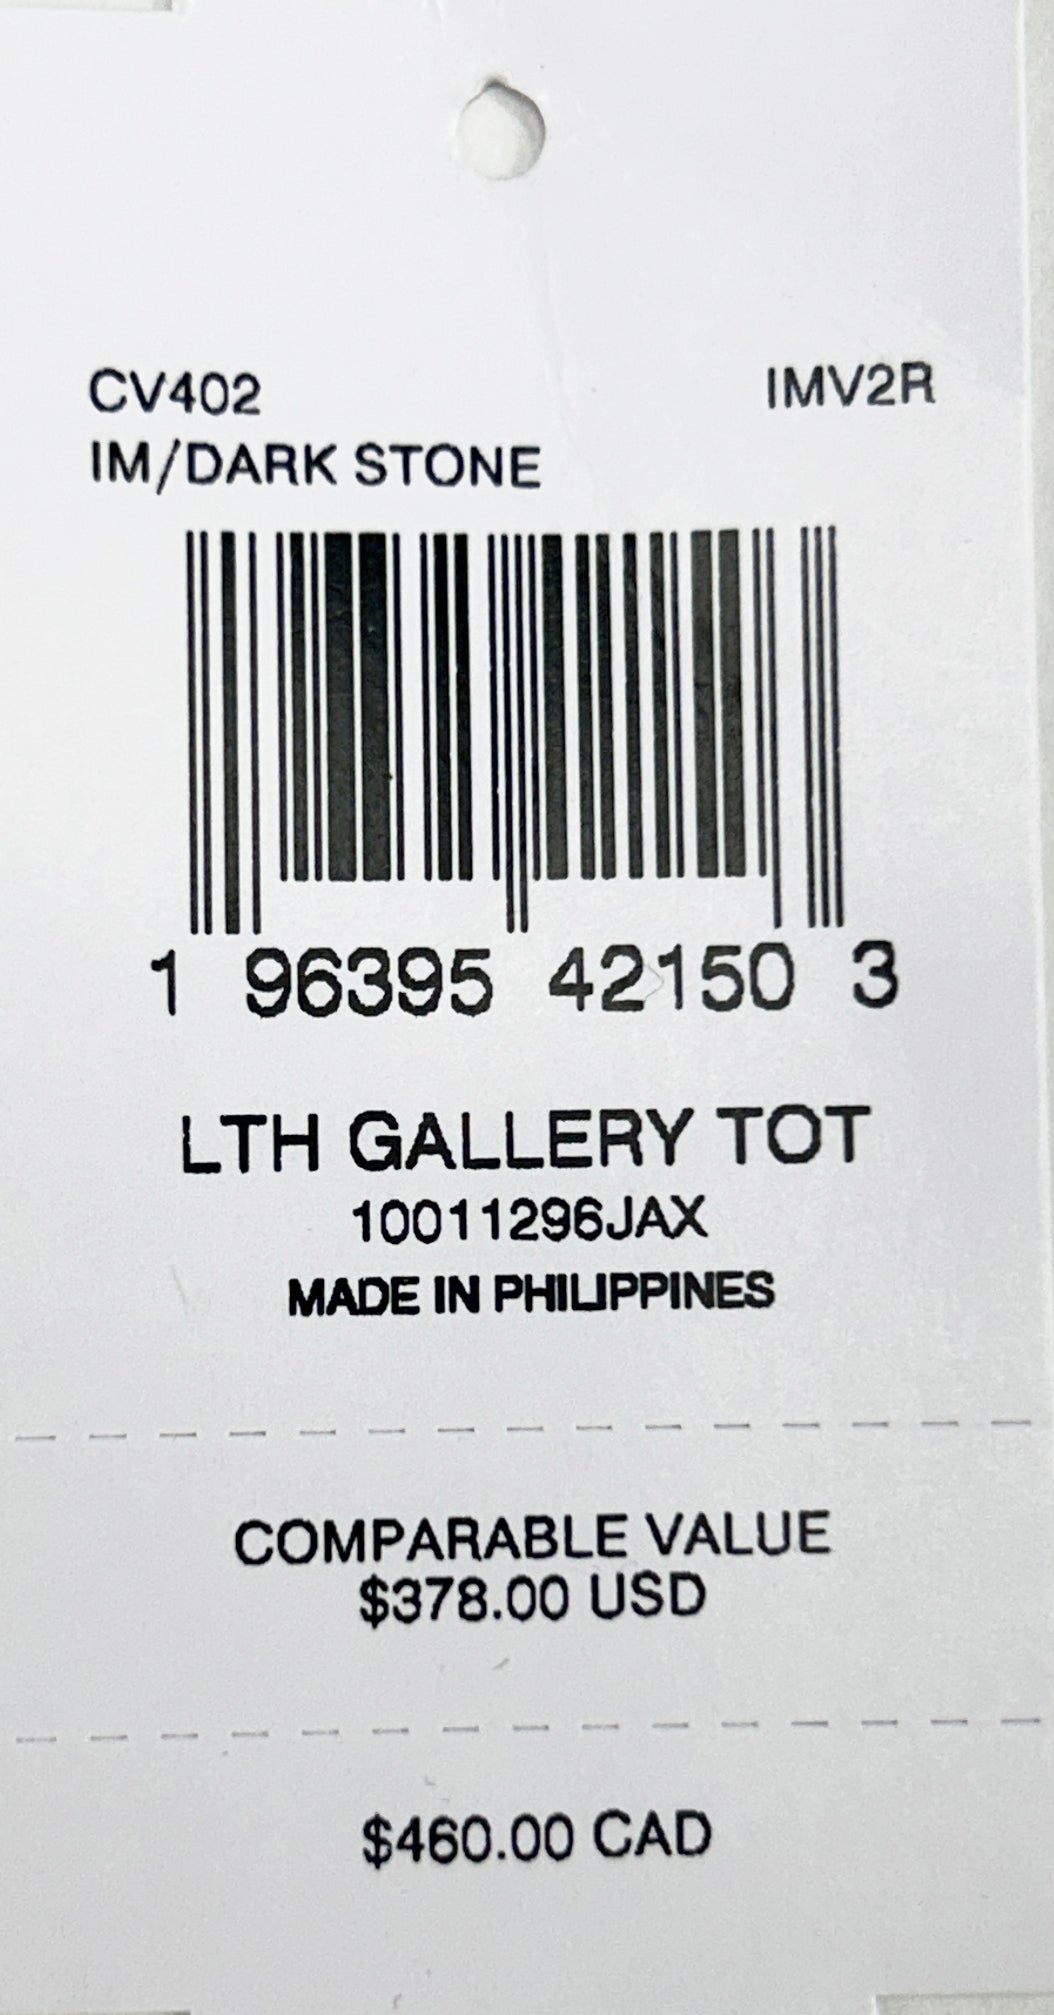 CV402 IMV2R
IM/DARK STONE
1 96395 42150 3
LTH GALLERY TOT
10011296JAX
MADE IN PHILIPPINES
COMPARABLE VALUE
$378.00 USD
$460.00 CAD